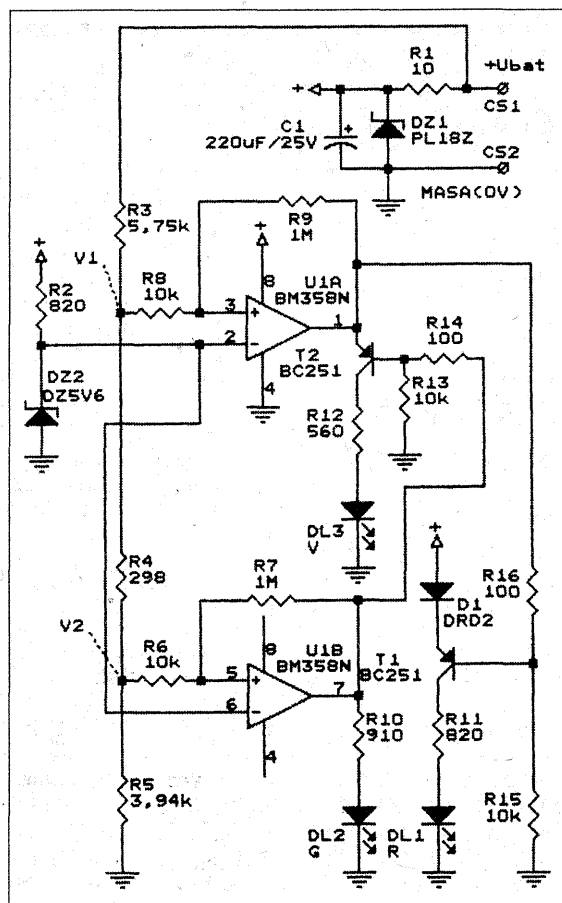 R1
10
+Ubat
CS1
+
C1
220uF/25V
+
DZ1
PL18Z
CS2
MASA(0V)
R3
5,75k
R9
1M
+
R2
820
V1
R8
10k
+
8
U1A
BM358N
3
+
1
2
-
4
T2
BC251
R14
100
R13
10k
DZ2
DZ5V6
R12
560
DL3
V
+
R4
298
R7
1M
R16
100
D1
DRD2
V2
R6
10k
8
U1B
BM358N
T1
BC251
5
+
7
6
-
4
R10
910
R11
820
R5
3,94k
R15
10k
DL2
G
DL1
R